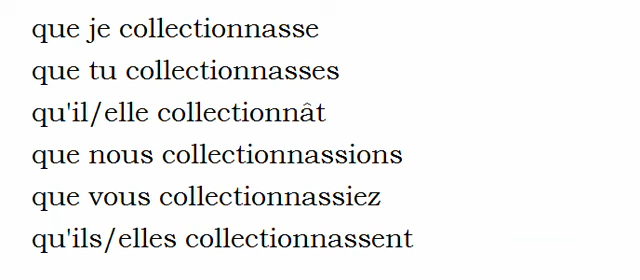 que je collectionnasse
que tu collectionnasses
qu'il/elle collectionnât
que nous collectionnassions
que vous collectionnassiez
qu'ils/elles collectionnassent